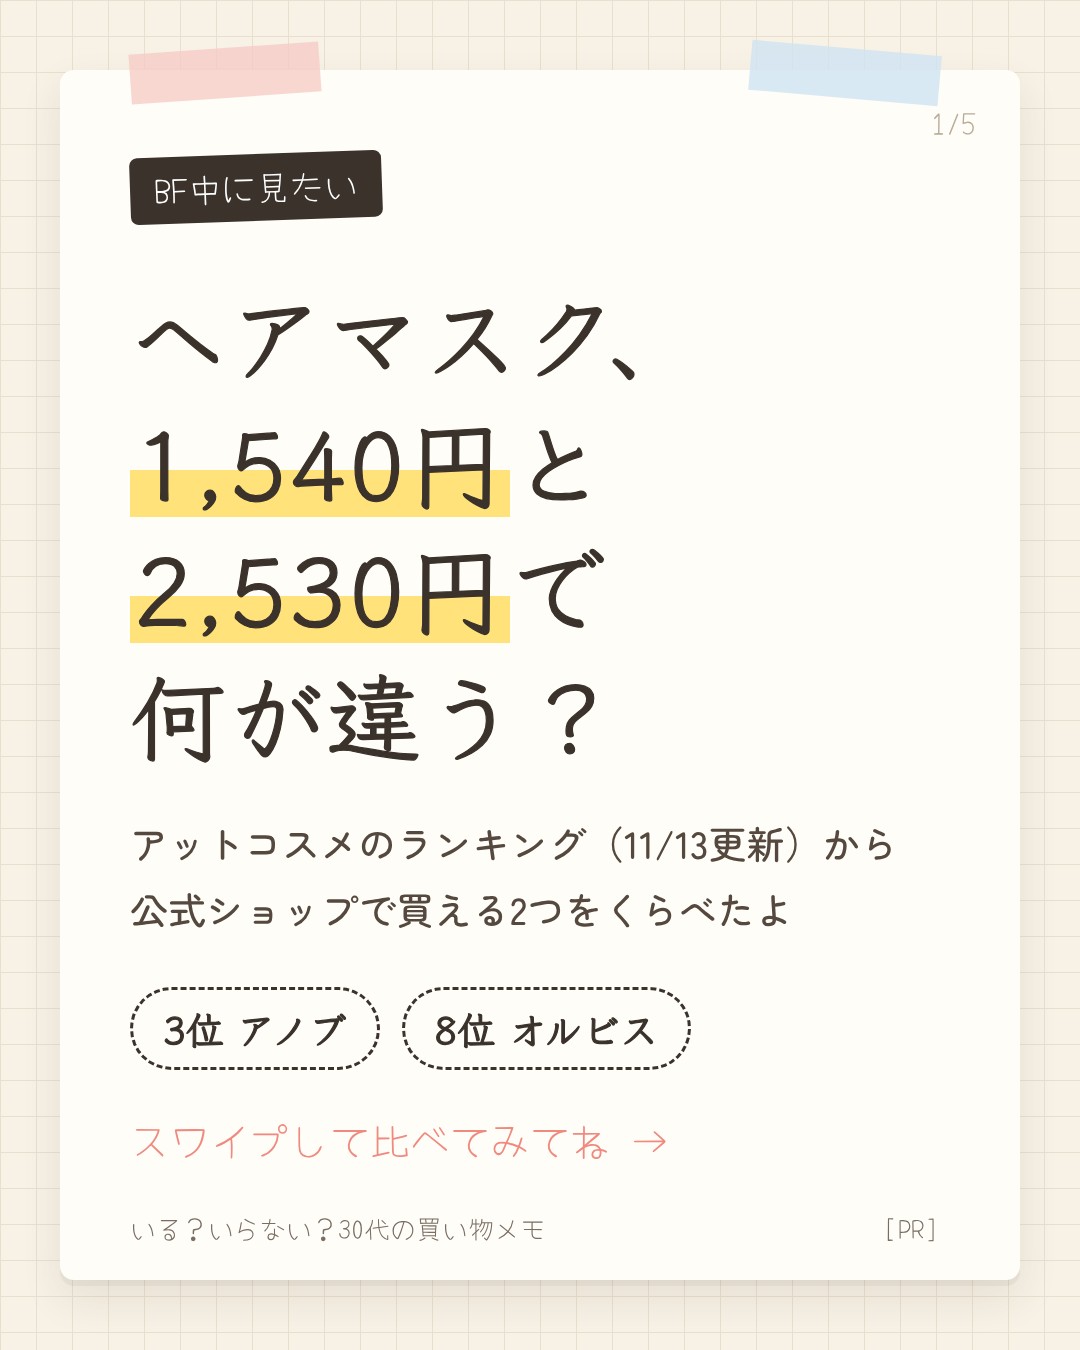 1/5
BF中に見たい
ヘアマスク、
1,540円と
2,530円で
何が違う？
アットコスメのランキング（11/13更新）から
公式ショップで買える2つをくらべたよ
3位 アノブ
8位 オルビス
スワイプして比べてみてね →
いる？いらない？30代の買い物メモ
［PR］